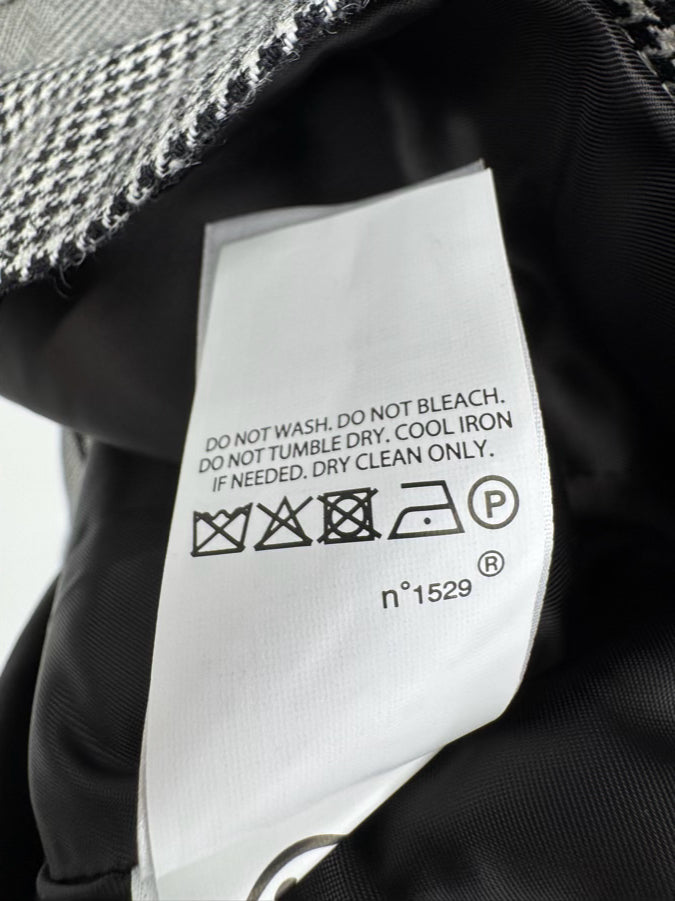 DO NOT WASH. DO NOT BLEACH.
DO NOT TUMBLE DRY. COOL IRON
IF NEEDED. DRY CLEAN ONLY.
P
n°1529 ®